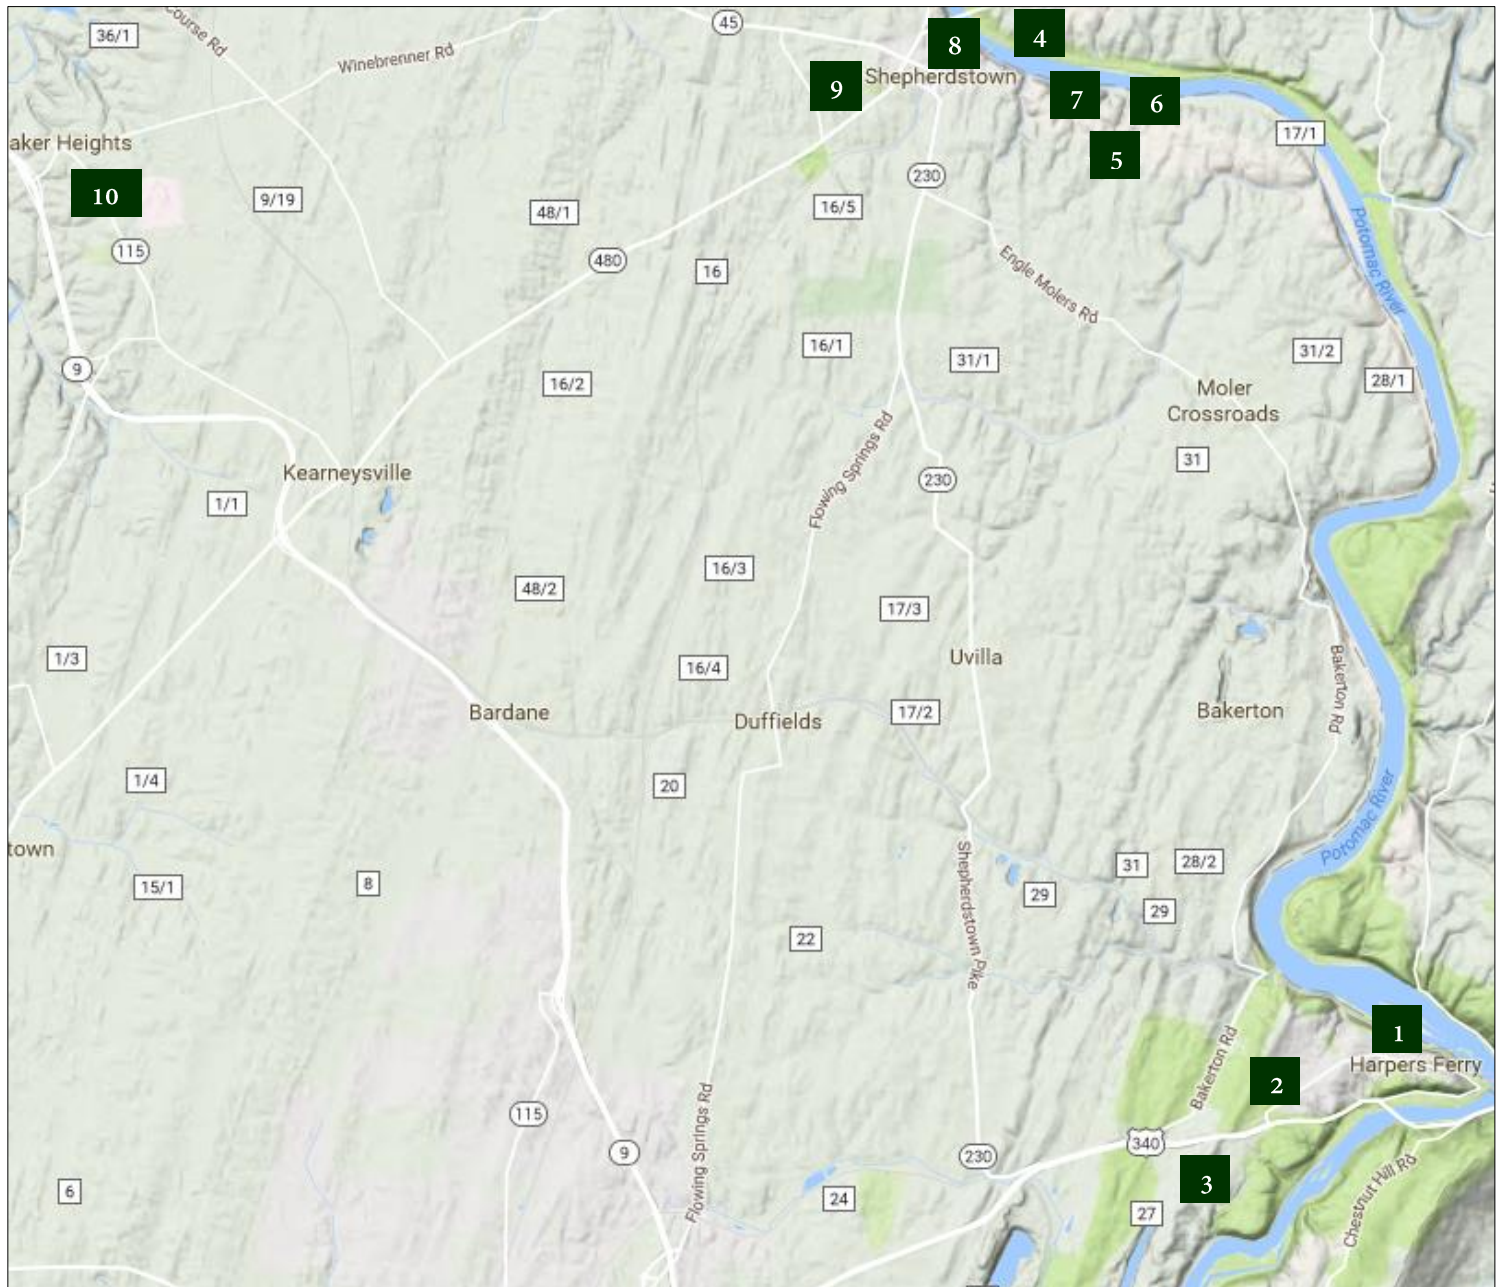 36/1
Course Rd
Winebrenner Rd
45
8
4
9
Shepherdstown
7
6
5
17/1
aker Heights
10
9/19
115
48/1
480
16
230
16/5
Engle Molers Rd
Potomac River
9
16/2
16/1
31/1
31/2
28/1
Moler
Crossroads
31
Kearneysville
1/1
Flowing Springs Rd
230
48/2
16/3
17/3
1/3
16/4
Uvilla
Bakerton Rd
Bardane
Duffields
17/2
Bakerton
1/4
20
Potomac River
town
15/1
8
Shepherdstown Pike
31
28/2
29
29
22
1
Harpers Ferry
2
Bakerton Rd
115
9
Flowing Springs Rd
230
340
3
Chestnut Hill Rd
6
24
27